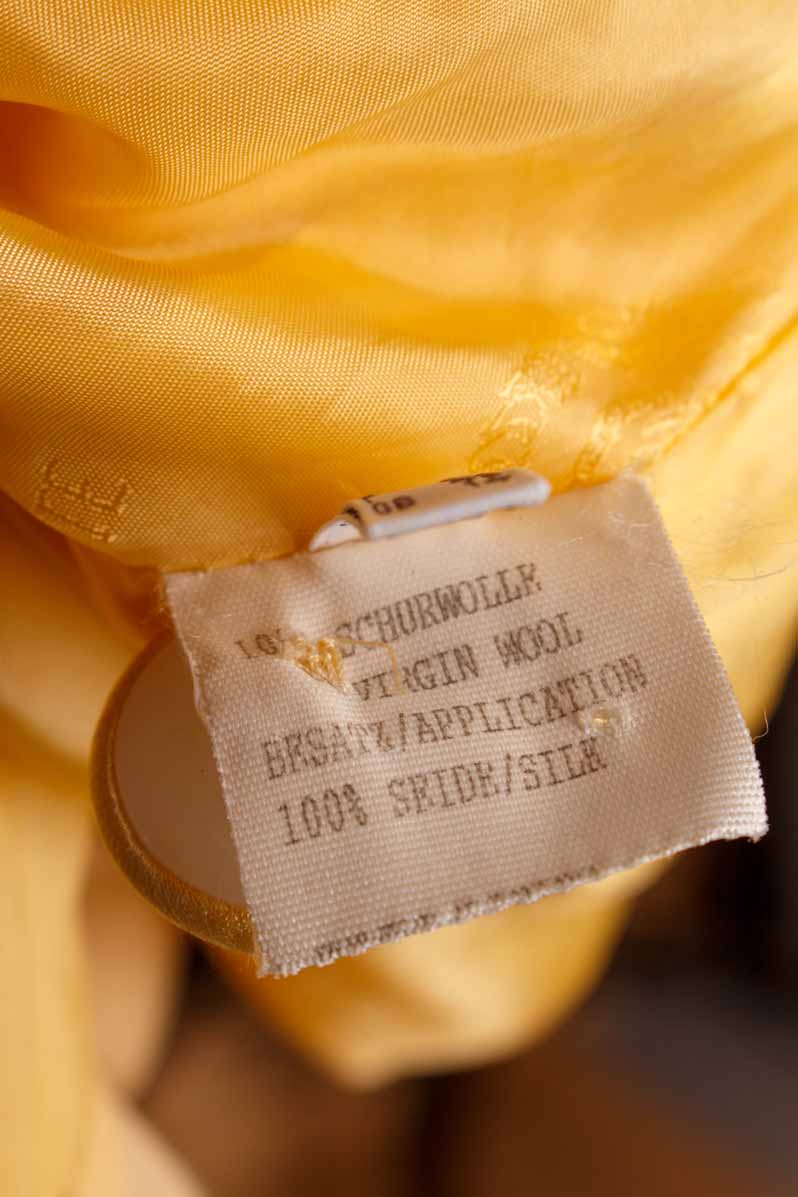 SCHURWOLLE
VIRGIN WOOL
BESATZ/APPLICATION
100% SEIDE/SILK